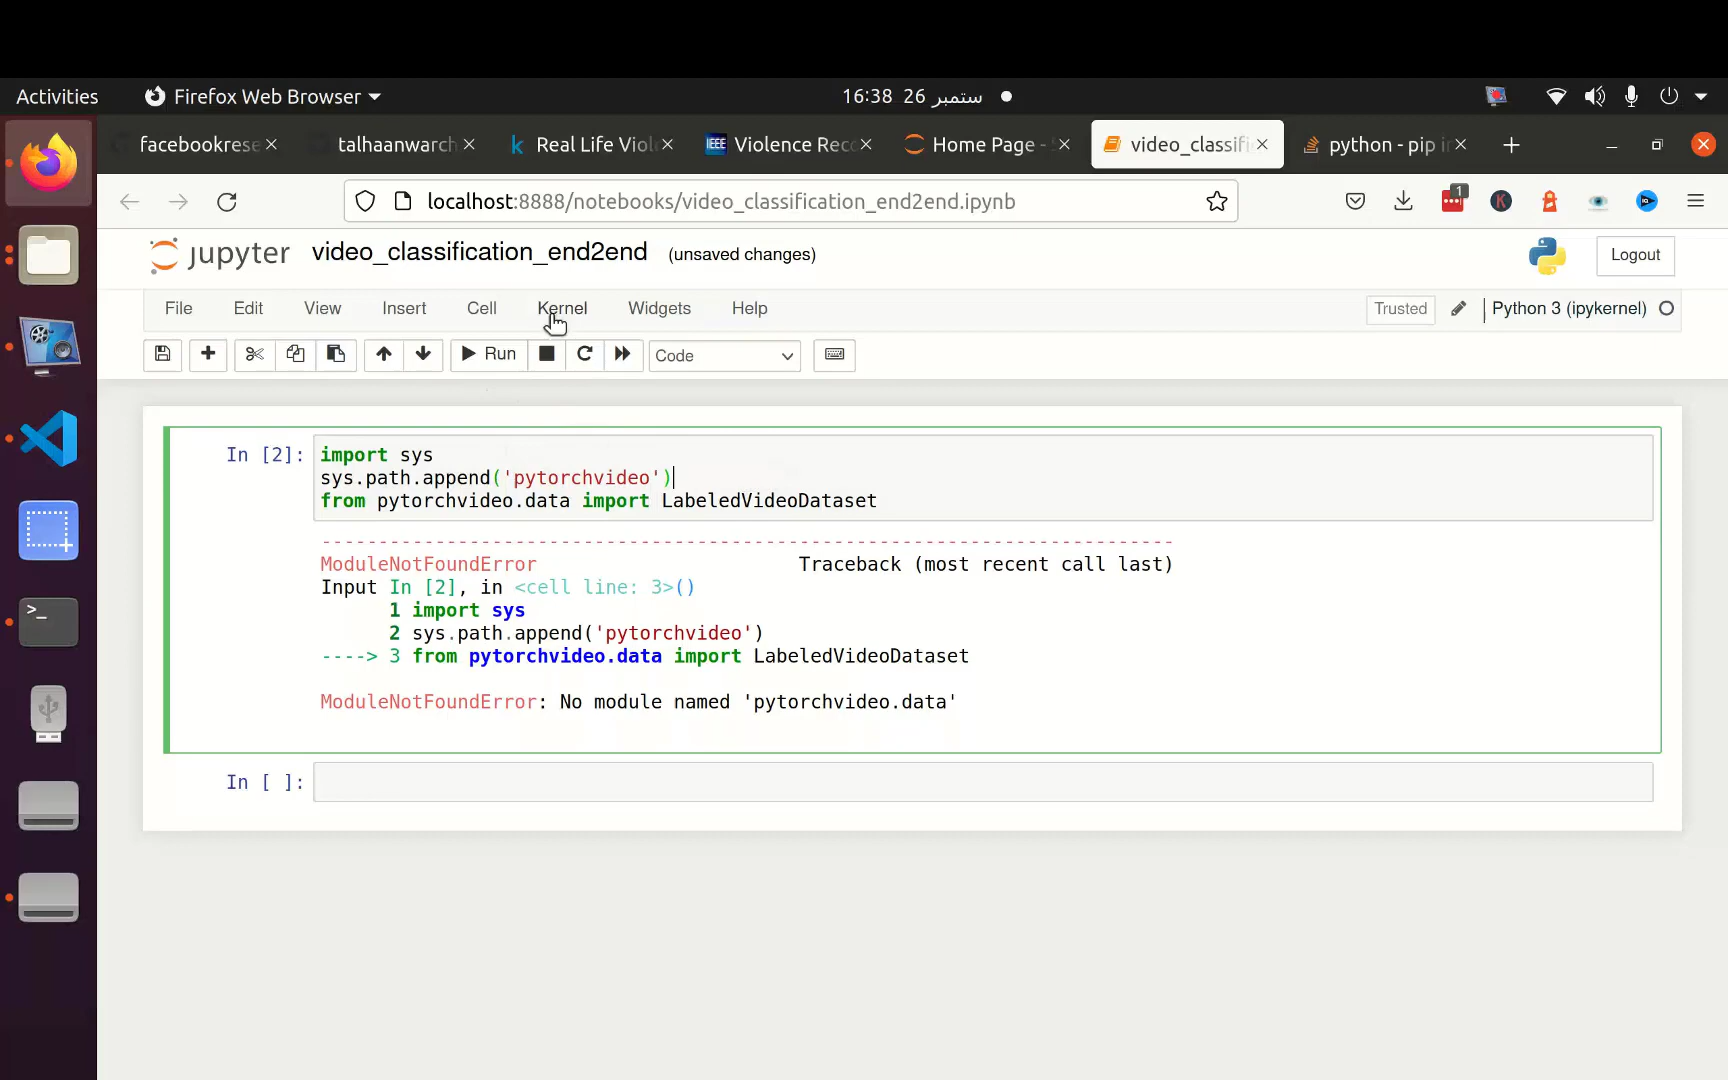 Activities Firefox Web Browser 16:38 26 ستمبر
facebookrese talhaanwarch Real Life Viol IEEE Violence Reco Home Page - video_classifi python - pip i
localhost:8888/notebooks/video_classification_end2end.ipynb 1
jupyter video_classification_end2end (unsaved changes) Logout
File Edit View Insert Cell Kernel Widgets Help Trusted Python 3 (ipykernel)
Run Code
In [2]: import sys
sys.path.append('pytorchvideo')
from pytorchvideo.data import LabeledVideoDataset
---------------------------------------------------------------------------
ModuleNotFoundError Traceback (most recent call last)
Input In [2], in <cell line: 3>()
1 import sys
2 sys.path.append('pytorchvideo')
----> 3 from pytorchvideo.data import LabeledVideoDataset
ModuleNotFoundError: No module named 'pytorchvideo.data'
In [ ]: